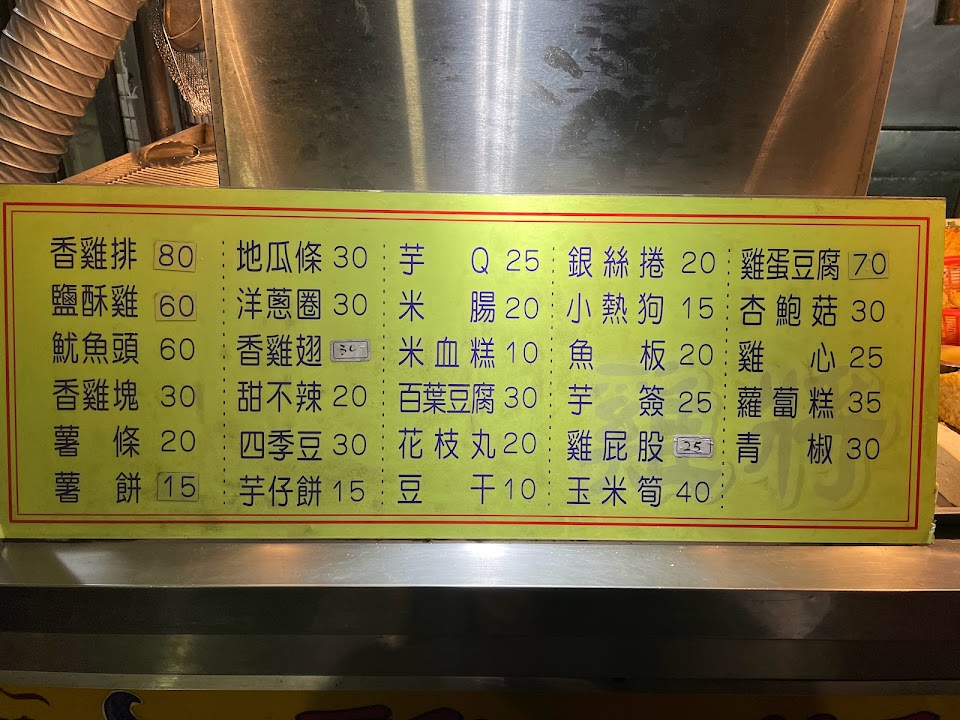 香雞排 80
鹽酥雞 60
魷魚頭 60
香雞塊 30
薯條 20
薯餅 15
地瓜條 30
洋蔥圈 30
香雞翅 30
甜不辣 20
四季豆 30
芋仔餅 15
芋Q 25
米腸 20
米血糕 10
百葉豆腐 30
花枝丸 20
豆干 10
銀絲捲 20
小熱狗 15
魚板 20
芋簽 25
雞屁股 25
玉米筍 40
雞蛋豆腐 70
杏鮑菇 30
雞心 25
蘿蔔糕 35
青椒 30